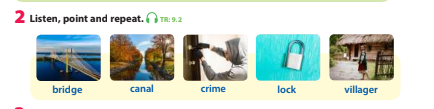 2 Listen, point and repeat. TR: 9.2
bridge canal crime lock villager